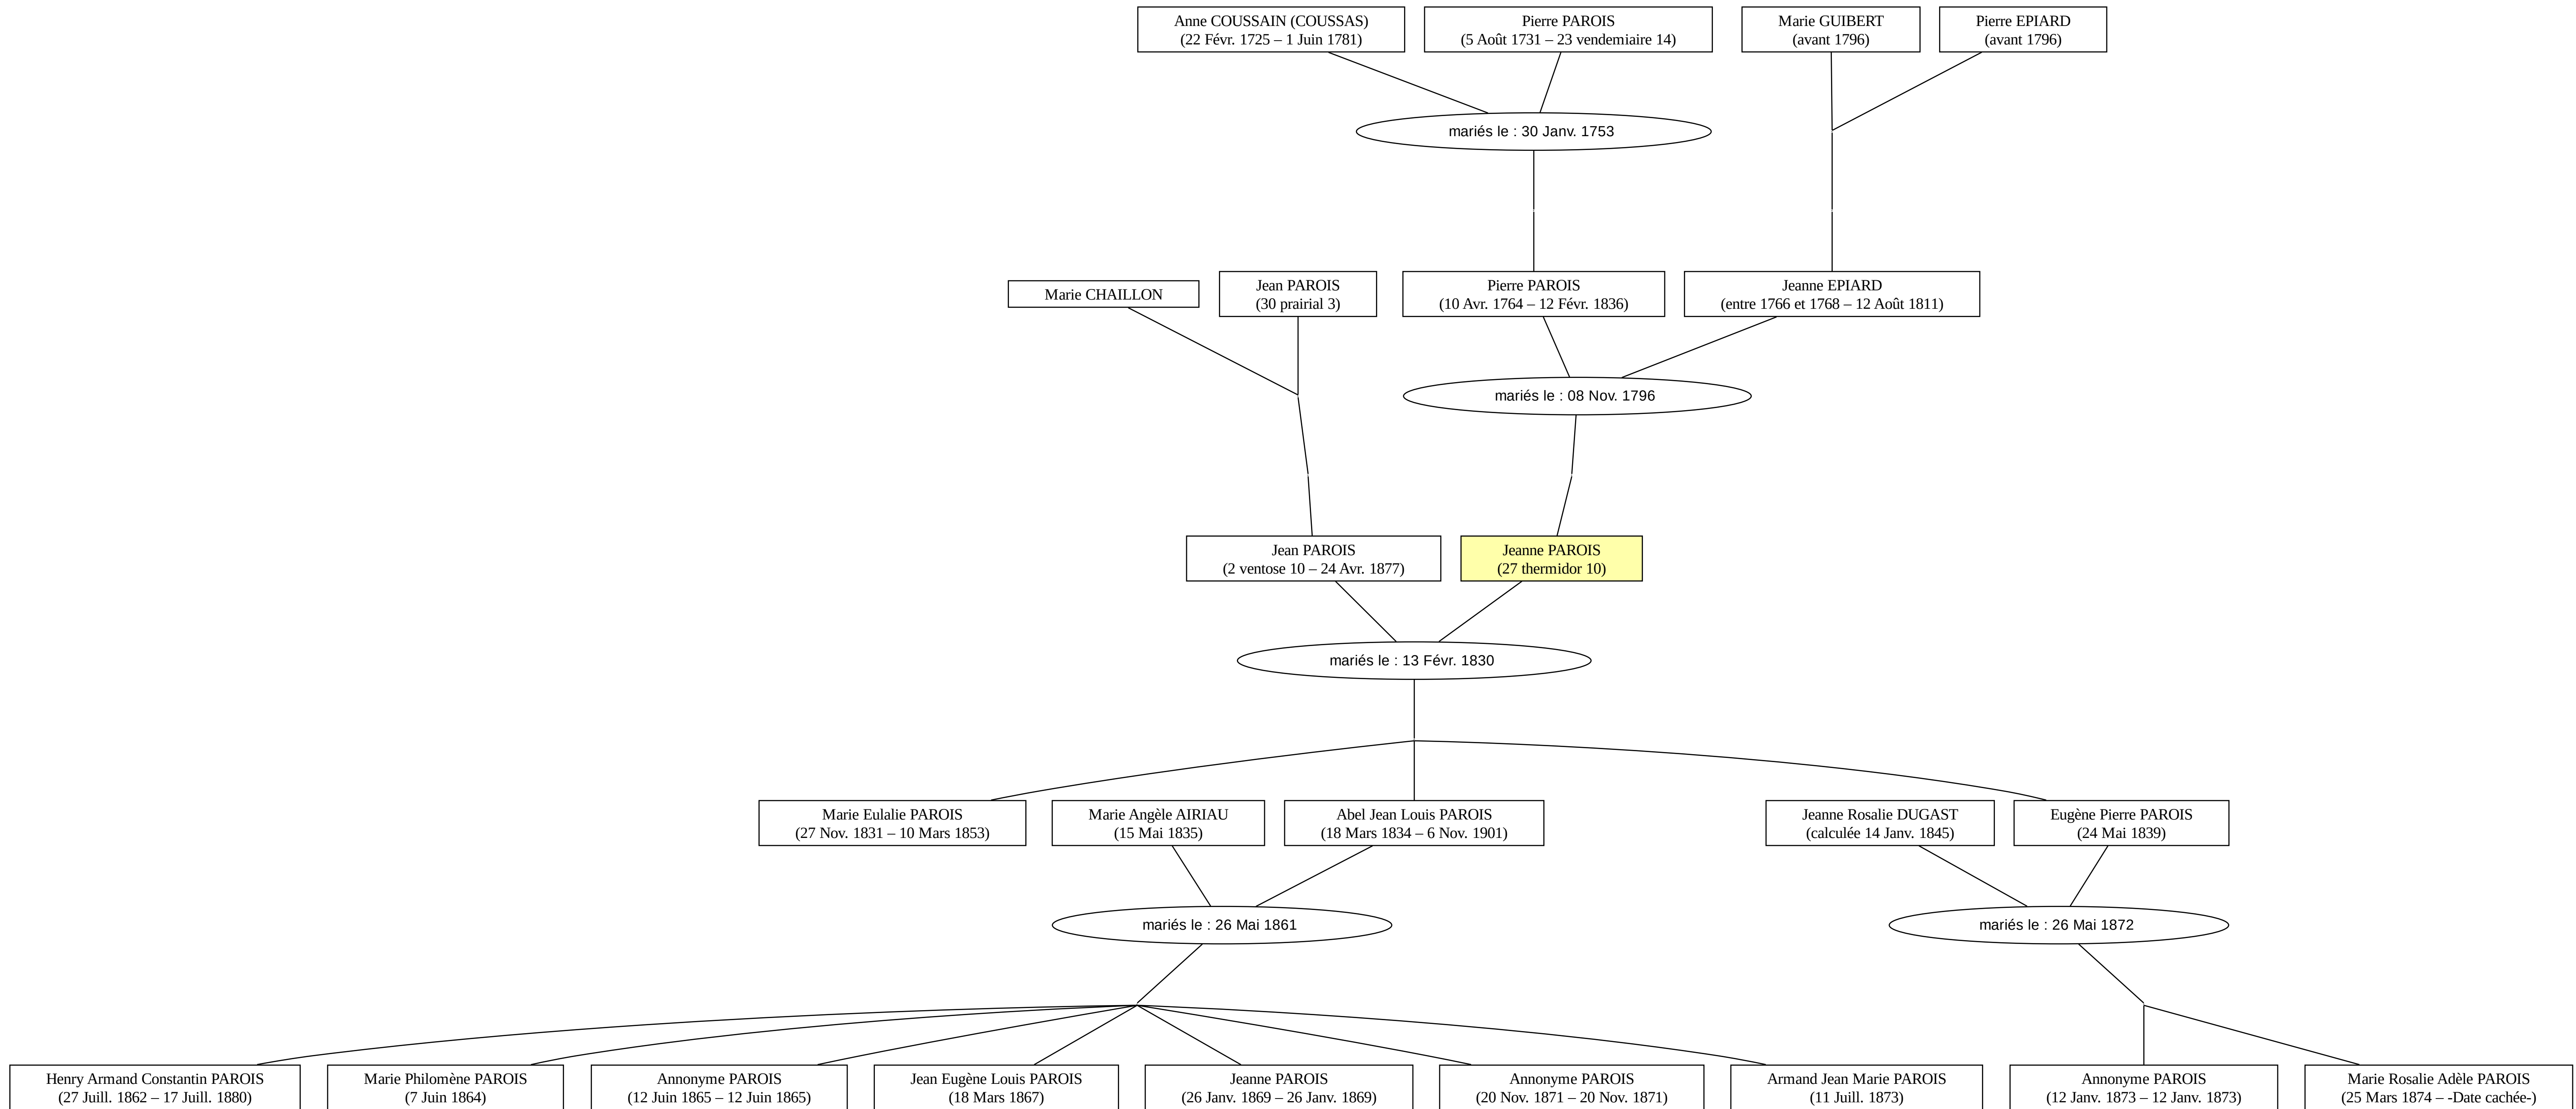 Anne COUSSAIN (COUSSAS)
(22 Févr. 1725 – 1 Juin 1781)
Pierre PAROIS
(5 Août 1731 – 23 vendemiaire 14)
Marie GUIBERT
(avant 1796)
Pierre EPIARD
(avant 1796)
mariés le : 30 Janv. 1753
Marie CHAILLON
Jean PAROIS
(30 prairial 3)
Pierre PAROIS
(10 Avr. 1764 – 12 Févr. 1836)
Jeanne EPIARD
(entre 1766 et 1768 – 12 Août 1811)
mariés le : 08 Nov. 1796
Jean PAROIS
(2 ventose 10 – 24 Avr. 1877)
Jeanne PAROIS
(27 thermidor 10)
mariés le : 13 Févr. 1830
Marie Eulalie PAROIS
(27 Nov. 1831 – 10 Mars 1853)
Marie Angèle AIRIAU
(15 Mai 1835)
Abel Jean Louis PAROIS
(18 Mars 1834 – 6 Nov. 1901)
Jeanne Rosalie DUGAST
(calculée 14 Janv. 1845)
Eugène Pierre PAROIS
(24 Mai 1839)
mariés le : 26 Mai 1861
mariés le : 26 Mai 1872
Henry Armand Constantin PAROIS
(27 Juill. 1862 – 17 Juill. 1880)
Marie Philomène PAROIS
(7 Juin 1864)
Annonyme PAROIS
(12 Juin 1865 – 12 Juin 1865)
Jean Eugène Louis PAROIS
(18 Mars 1867)
Jeanne PAROIS
(26 Janv. 1869 – 26 Janv. 1869)
Annonyme PAROIS
(20 Nov. 1871 – 20 Nov. 1871)
Armand Jean Marie PAROIS
(11 Juill. 1873)
Annonyme PAROIS
(12 Janv. 1873 – 12 Janv. 1873)
Marie Rosalie Adèle PAROIS
(25 Mars 1874 – -Date cachée-)